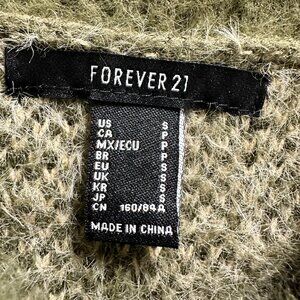 FOREVER 21
US S
CA P
MX/ECU P
BR P
EU S
UK S
KR S
JP S
CN 160/84A
MADE IN CHINA